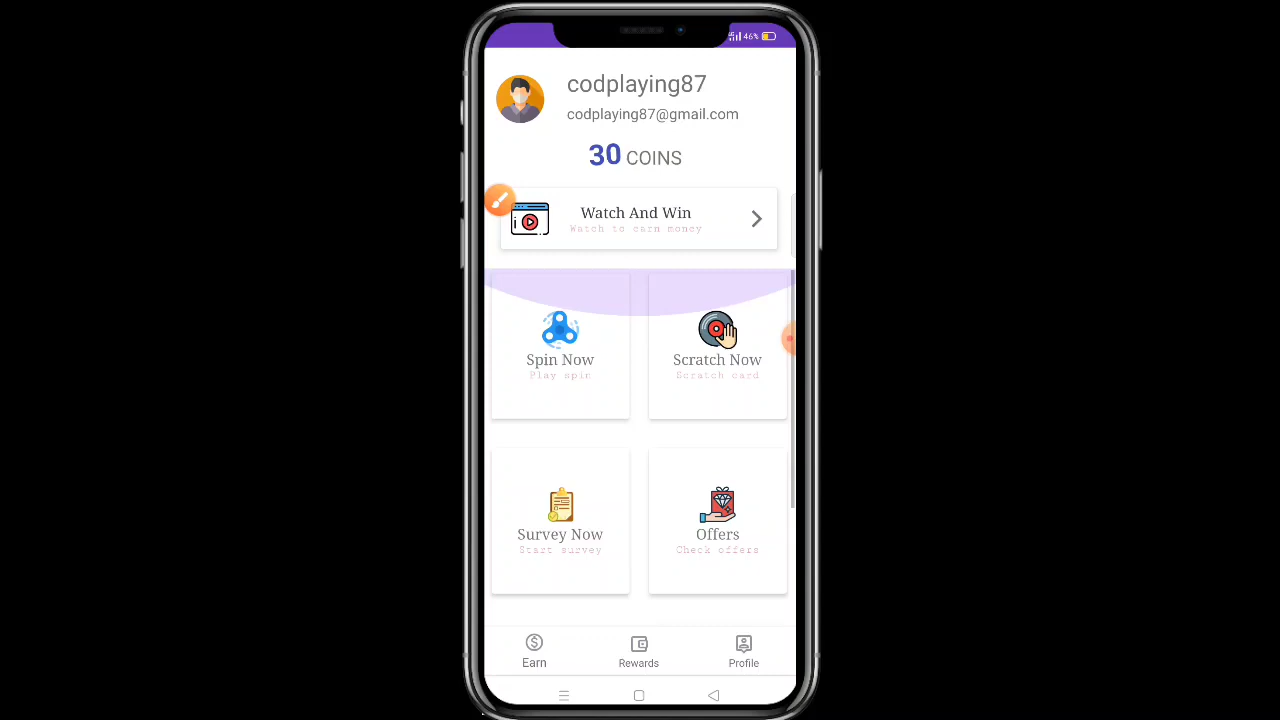 46%
codplaying87
codplaying87@gmail.com
30 COINS
Watch And Win
Watch to earn money
Spin Now
Play spin
Scratch Now
Scratch card
Survey Now
Start survey
Offers
Check offers
Earn
Rewards
Profile